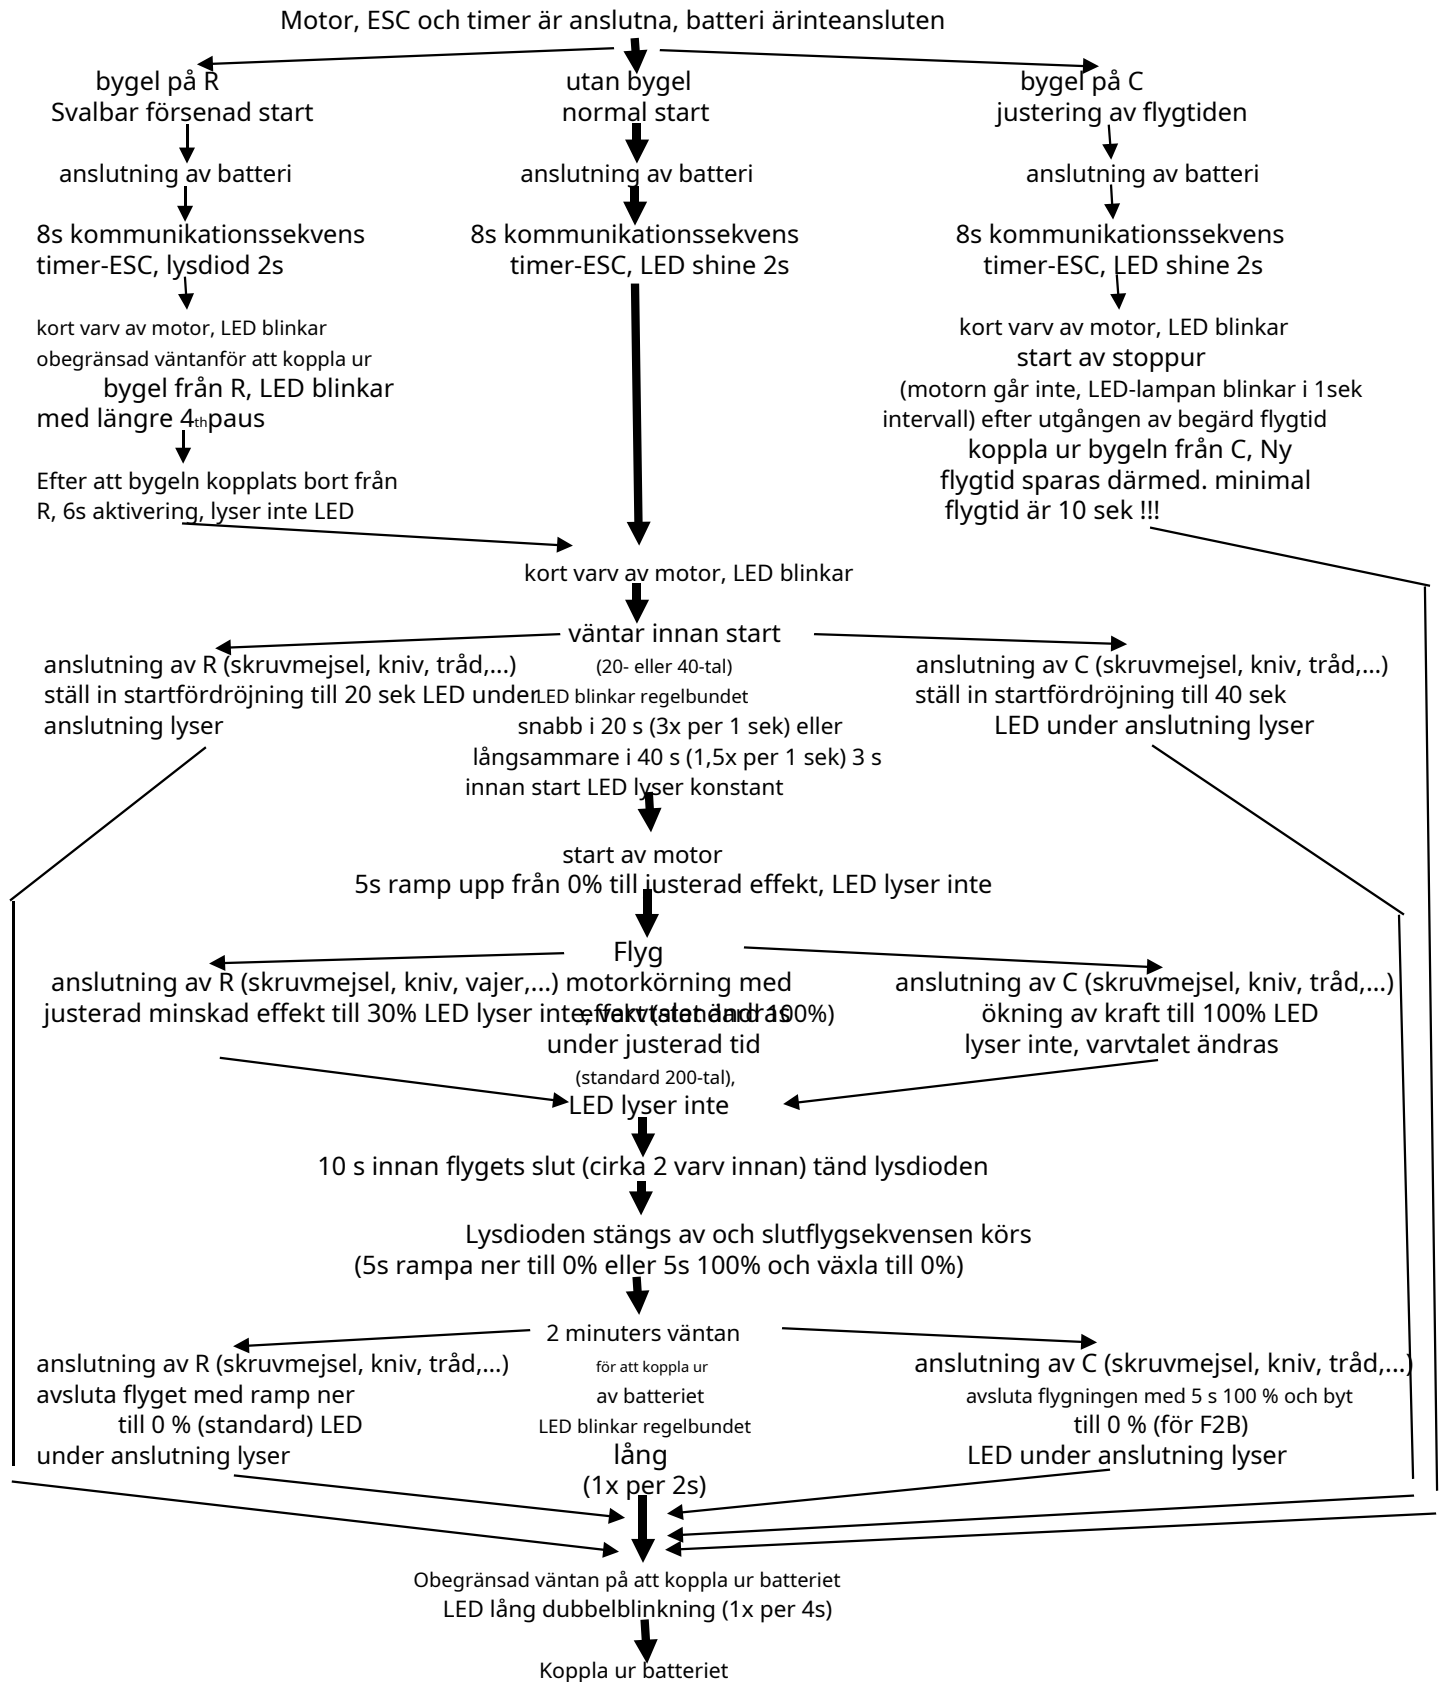 Motor, ESC och timer är anslutna, batteri ärinteansluten
bygel på R
Svalbar försenad start
utan bygel
normal start
bygel på C
justering av flygtiden
anslutning av batteri
anslutning av batteri
anslutning av batteri
8s kommunikationssekvens
timer-ESC, lysdiod 2s
8s kommunikationssekvens
timer-ESC, LED shine 2s
8s kommunikationssekvens
timer-ESC, LED shine 2s
kort varv av motor, LED blinkar
obegränsad väntanför att koppla ur
bygel från R, LED blinkar
med längre 4thpaus
Efter att bygeln kopplats bort från
R, 6s aktivering, lyser inte LED
kort varv av motor, LED blinkar
start av stoppur
(motorn går inte, LED-lampan blinkar i 1sek
intervall) efter utgången av begärd flygtid
koppla ur bygeln från C, Ny
flygtid sparas därmed. minimal
flygtid är 10 sek !!!
kort varv av motor, LED blinkar
väntar innan start
(20- eller 40-tal)
LED blinkar regelbundet
snabb i 20 s (3x per 1 sek) eller
långsammare i 40 s (1,5x per 1 sek) 3 s
innan start LED lyser konstant
anslutning av R (skruvmejsel, kniv, tråd,...)
ställ in startfördröjning till 20 sek LED under
anslutning lyser
anslutning av C (skruvmejsel, kniv, tråd,...)
ställ in startfördröjning till 40 sek
LED under anslutning lyser
start av motor
5s ramp upp från 0% till justerad effekt, LED lyser inte
Flyg
anslutning av R (skruvmejsel, kniv, vajer,...) motorkörning med
justerad minskad effekt till 30% LED lyser inte, varvtalet ändras
effekt (standard 100%)
under justerad tid
(standard 200-tal),
LED lyser inte
anslutning av C (skruvmejsel, kniv, tråd,...)
ökning av kraft till 100% LED
lyser inte, varvtalet ändras
10 s innan flygets slut (cirka 2 varv innan) tänd lysdioden
Lysdioden stängs av och slutflygsekvensen körs
(5s rampa ner till 0% eller 5s 100% och växla till 0%)
2 minuters väntan
för att koppla ur
av batteriet
LED blinkar regelbundet
lång
(1x per 2s)
anslutning av R (skruvmejsel, kniv, tråd,...)
avsluta flyget med ramp ner
till 0 % (standard) LED
under anslutning lyser
anslutning av C (skruvmejsel, kniv, tråd,...)
avsluta flygningen med 5 s 100 % och byt
till 0 % (för F2B)
LED under anslutning lyser
Obegränsad väntan på att koppla ur batteriet
LED lång dubbelblinkning (1x per 4s)
Koppla ur batteriet